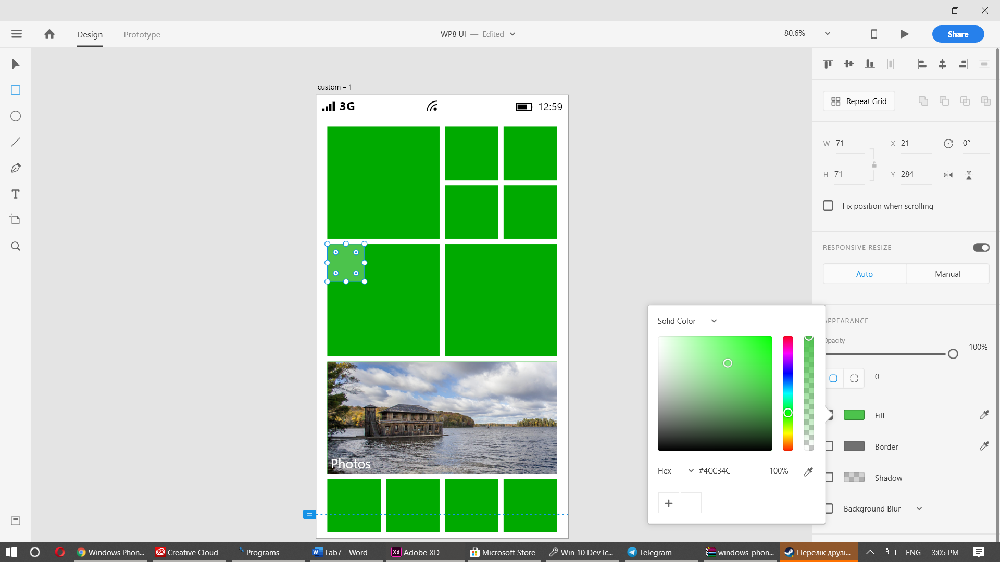 Design
Prototype
WP8 UI — Edited
80.6%
Share
custom – 1
3G
12:59
Photos
Repeat Grid
W 71
X 21
0°
H 71
Y 284
Fix position when scrolling
RESPONSIVE RESIZE
Auto
Manual
APPEARANCE
Opacity
100%
0
Fill
Border
Shadow
Background Blur
Solid Color
Hex
#4CC34C
100%
Windows Phon...
Creative Cloud
Programs
Lab7 - Word
Adobe XD
Microsoft Store
Win 10 Dev Ic...
Telegram
windows_phon...
Перелік друзі...
ENG
3:05 PM